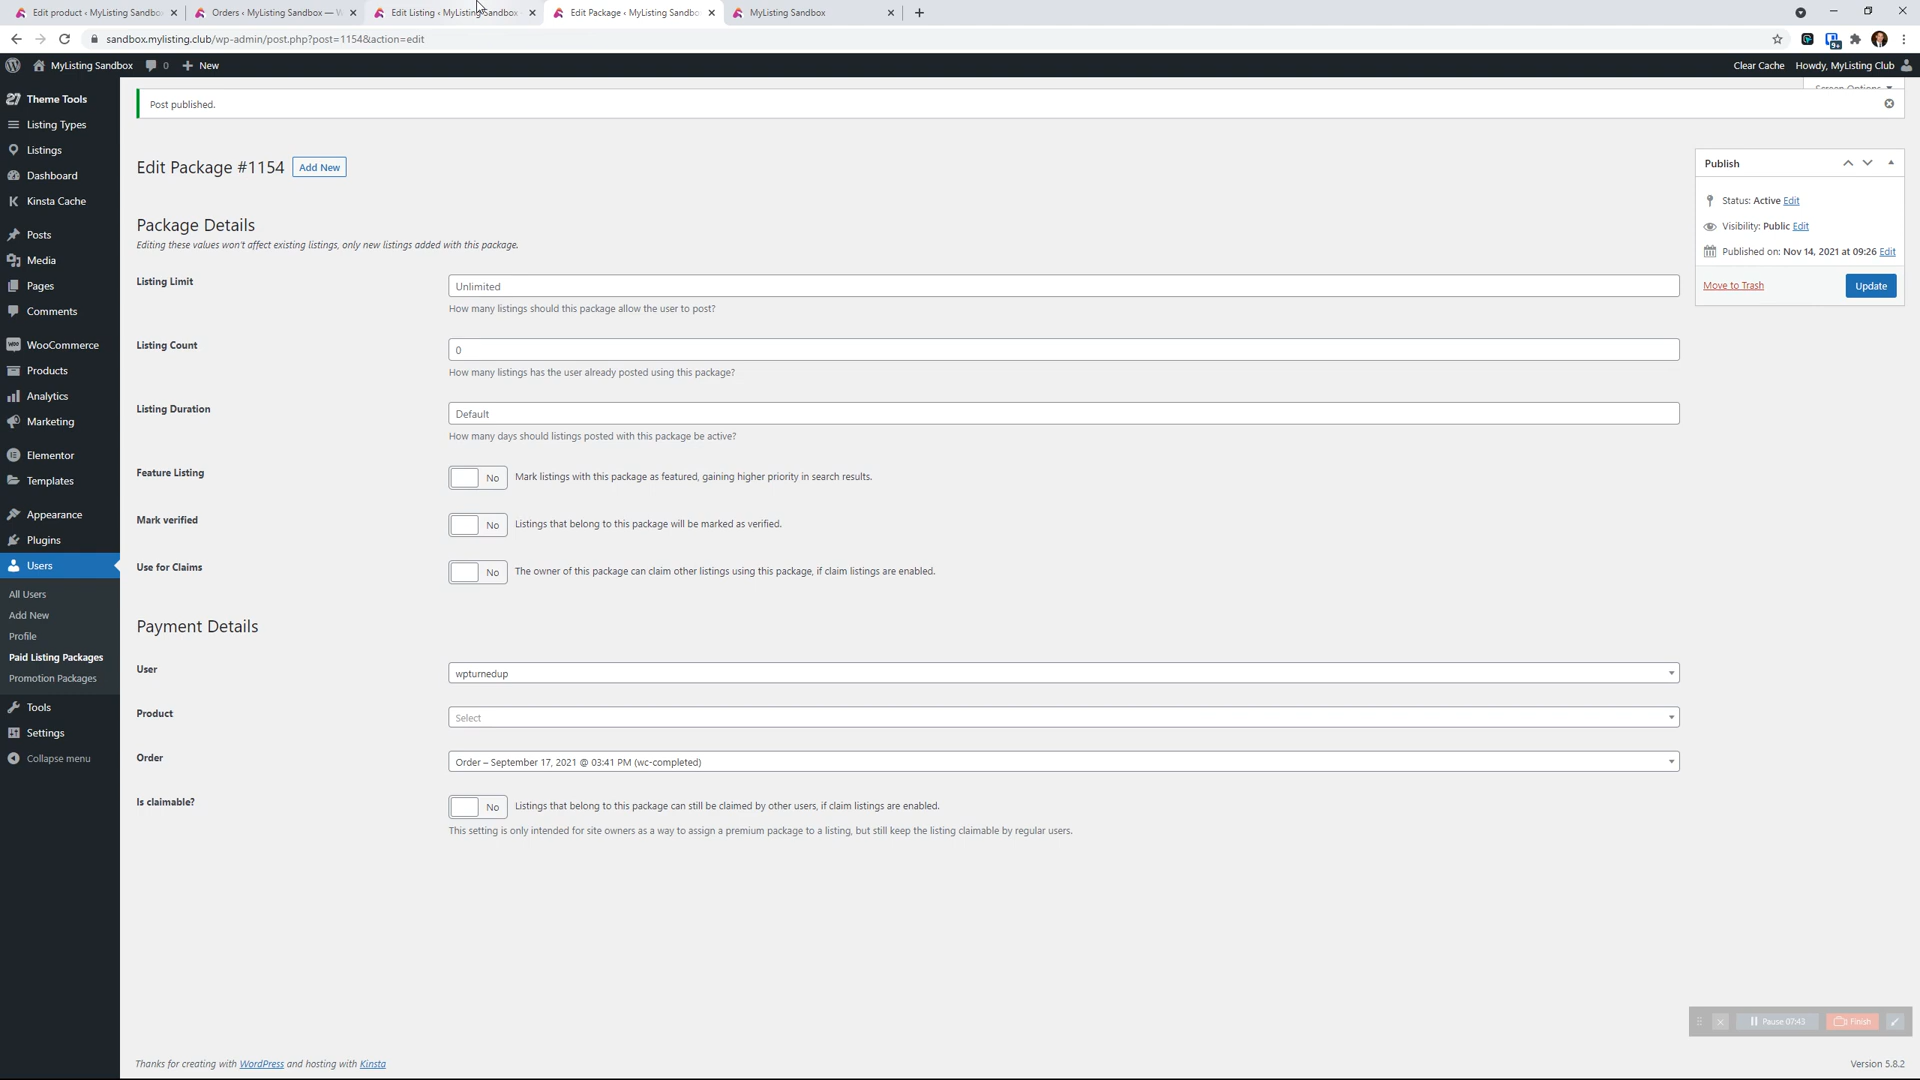 Edit product ‹ MyListing Sandbox
Orders ‹ MyListing Sandbox — W
Edit Listing ‹ MyListing Sandbox
Edit Package ‹ MyListing Sandbo
MyListing Sandbox
sandbox.mylisting.club/wp-admin/post.php?post=1154&action=edit
9+
MyListing Sandbox
0
New
Clear Cache
Howdy, MyListing Club
27 Theme Tools
Listing Types
Listings
Dashboard
Kinsta Cache
Posts
Media
Pages
Comments
WooCommerce
Products
Analytics
Marketing
Elementor
Templates
Appearance
Plugins
Users
All Users
Add New
Profile
Paid Listing Packages
Promotion Packages
Tools
Settings
Collapse menu
Screen Options
Post published.
Edit Package #1154
Add New
Package Details
Editing these values won't affect existing listings, only new listings added with this package.
Listing Limit
Unlimited
How many listings should this package allow the user to post?
Listing Count
0
How many listings has the user already posted using this package?
Listing Duration
Default
How many days should listings posted with this package be active?
Feature Listing
No
Mark listings with this package as featured, gaining higher priority in search results.
Mark verified
No
Listings that belong to this package will be marked as verified.
Use for Claims
No
The owner of this package can claim other listings using this package, if claim listings are enabled.
Payment Details
User
wpturnedup
Product
Select
Order
Order – September 17, 2021 @ 03:41 PM (wc-completed)
Is claimable?
No
Listings that belong to this package can still be claimed by other users, if claim listings are enabled.
This setting is only intended for site owners as a way to assign a premium package to a listing, but still keep the listing claimable by regular users.
Publish
Status: Active Edit
Visibility: Public Edit
Published on: Nov 14, 2021 at 09:26 Edit
Move to Trash
Update
Pause 07:43
Finish
Thanks for creating with WordPress and hosting with Kinsta
Version 5.8.2